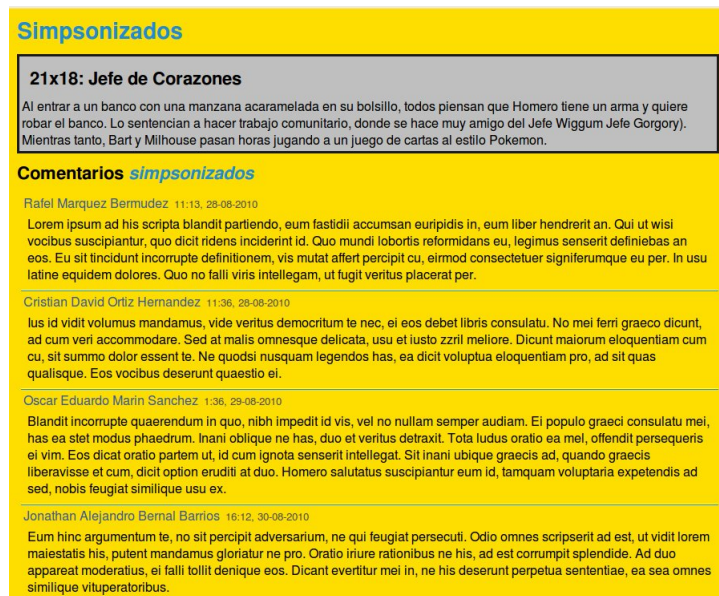 Simpsonizados
21x18: Jefe de Corazones
Al entrar a un banco con una manzana acaramelada en su bolsillo, todos piensan que Homero tiene un arma y quiere
robar el banco. Lo sentencian a hacer trabajo comunitario, donde se hace muy amigo del Jefe Wiggum Jefe Gorgory).
Mientras tanto, Bart y Milhouse pasan horas jugando a un juego de cartas al estilo Pokemon.
Comentarios simpsonizados
Rafel Marquez Bermudez 11:13, 28-08-2010
Lorem ipsum ad his scripta blandit partiendo, eum fastidii accumsan euripidis in, eum liber hendrerit an. Qui ut wisi
vocibus suscipiantur, quo dicit ridens inciderint id. Quo mundi lobortis reformidans eu, legimus senserit definiebas an
eos. Eu sit tincidunt incorrupte definitionem, vis mutat affert percipit cu, eirmod consectetuer signiferumque eu per. In usu
latine equidem dolores. Quo no falli viris intellegam, ut fugit veritus placerat per.
Cristian David Ortiz Hernandez 11:36, 28-08-2010
Ius id vidit volumus mandamus, vide veritus democritum te nec, ei eos debet libris consulatu. No mei ferri graeco dicunt,
ad cum veri accommodare. Sed at malis omnesque delicata, usu et iusto zzril meliore. Dicunt maiorum eloquentiam cum
cu, sit summo dolor essent te. Ne quodsi nusquam legendos has, ea dicit voluptua eloquentiam pro, ad sit quas
qualisque. Eos vocibus deserunt quaestio ei.
Oscar Eduardo Marin Sanchez 1:36, 29-08-2010
Blandit incorrupte quaerendum in quo, nibh impedit id vis, vel no nullam semper audiam. Ei populo graeci consulatu mei,
has ea stet modus phaedrum. Inani oblique ne has, duo et veritus detraxit. Tota ludus oratio ea mel, offendit persequeris
ei vim. Eos dicat oratio partem ut, id cum ignota senserit intellegat. Sit inani ubique graecis ad, quando graecis
liberavisse et cum, dicit option eruditi at duo. Homero salutatus suscipiantur eum id, tamquam voluptaria expetendis ad
sed, nobis feugiat similique usu ex.
Jonathan Alejandro Bernal Barrios 16:12, 30-08-2010
Eum hinc argumentum te, no sit percipit adversarium, ne qui feugiat persecuti. Odio omnes scripserit ad est, ut vidit lorem
maiestatis his, putent mandamus gloriatur ne pro. Oratio iriure rationibus ne his, ad est corrumpit splendide. Ad duo
appareat moderatius, ei falli tollit denique eos. Dicant evertitur mei in, ne his deserunt perpetua sententiae, ea sea omnes
similique vituperatoribus.